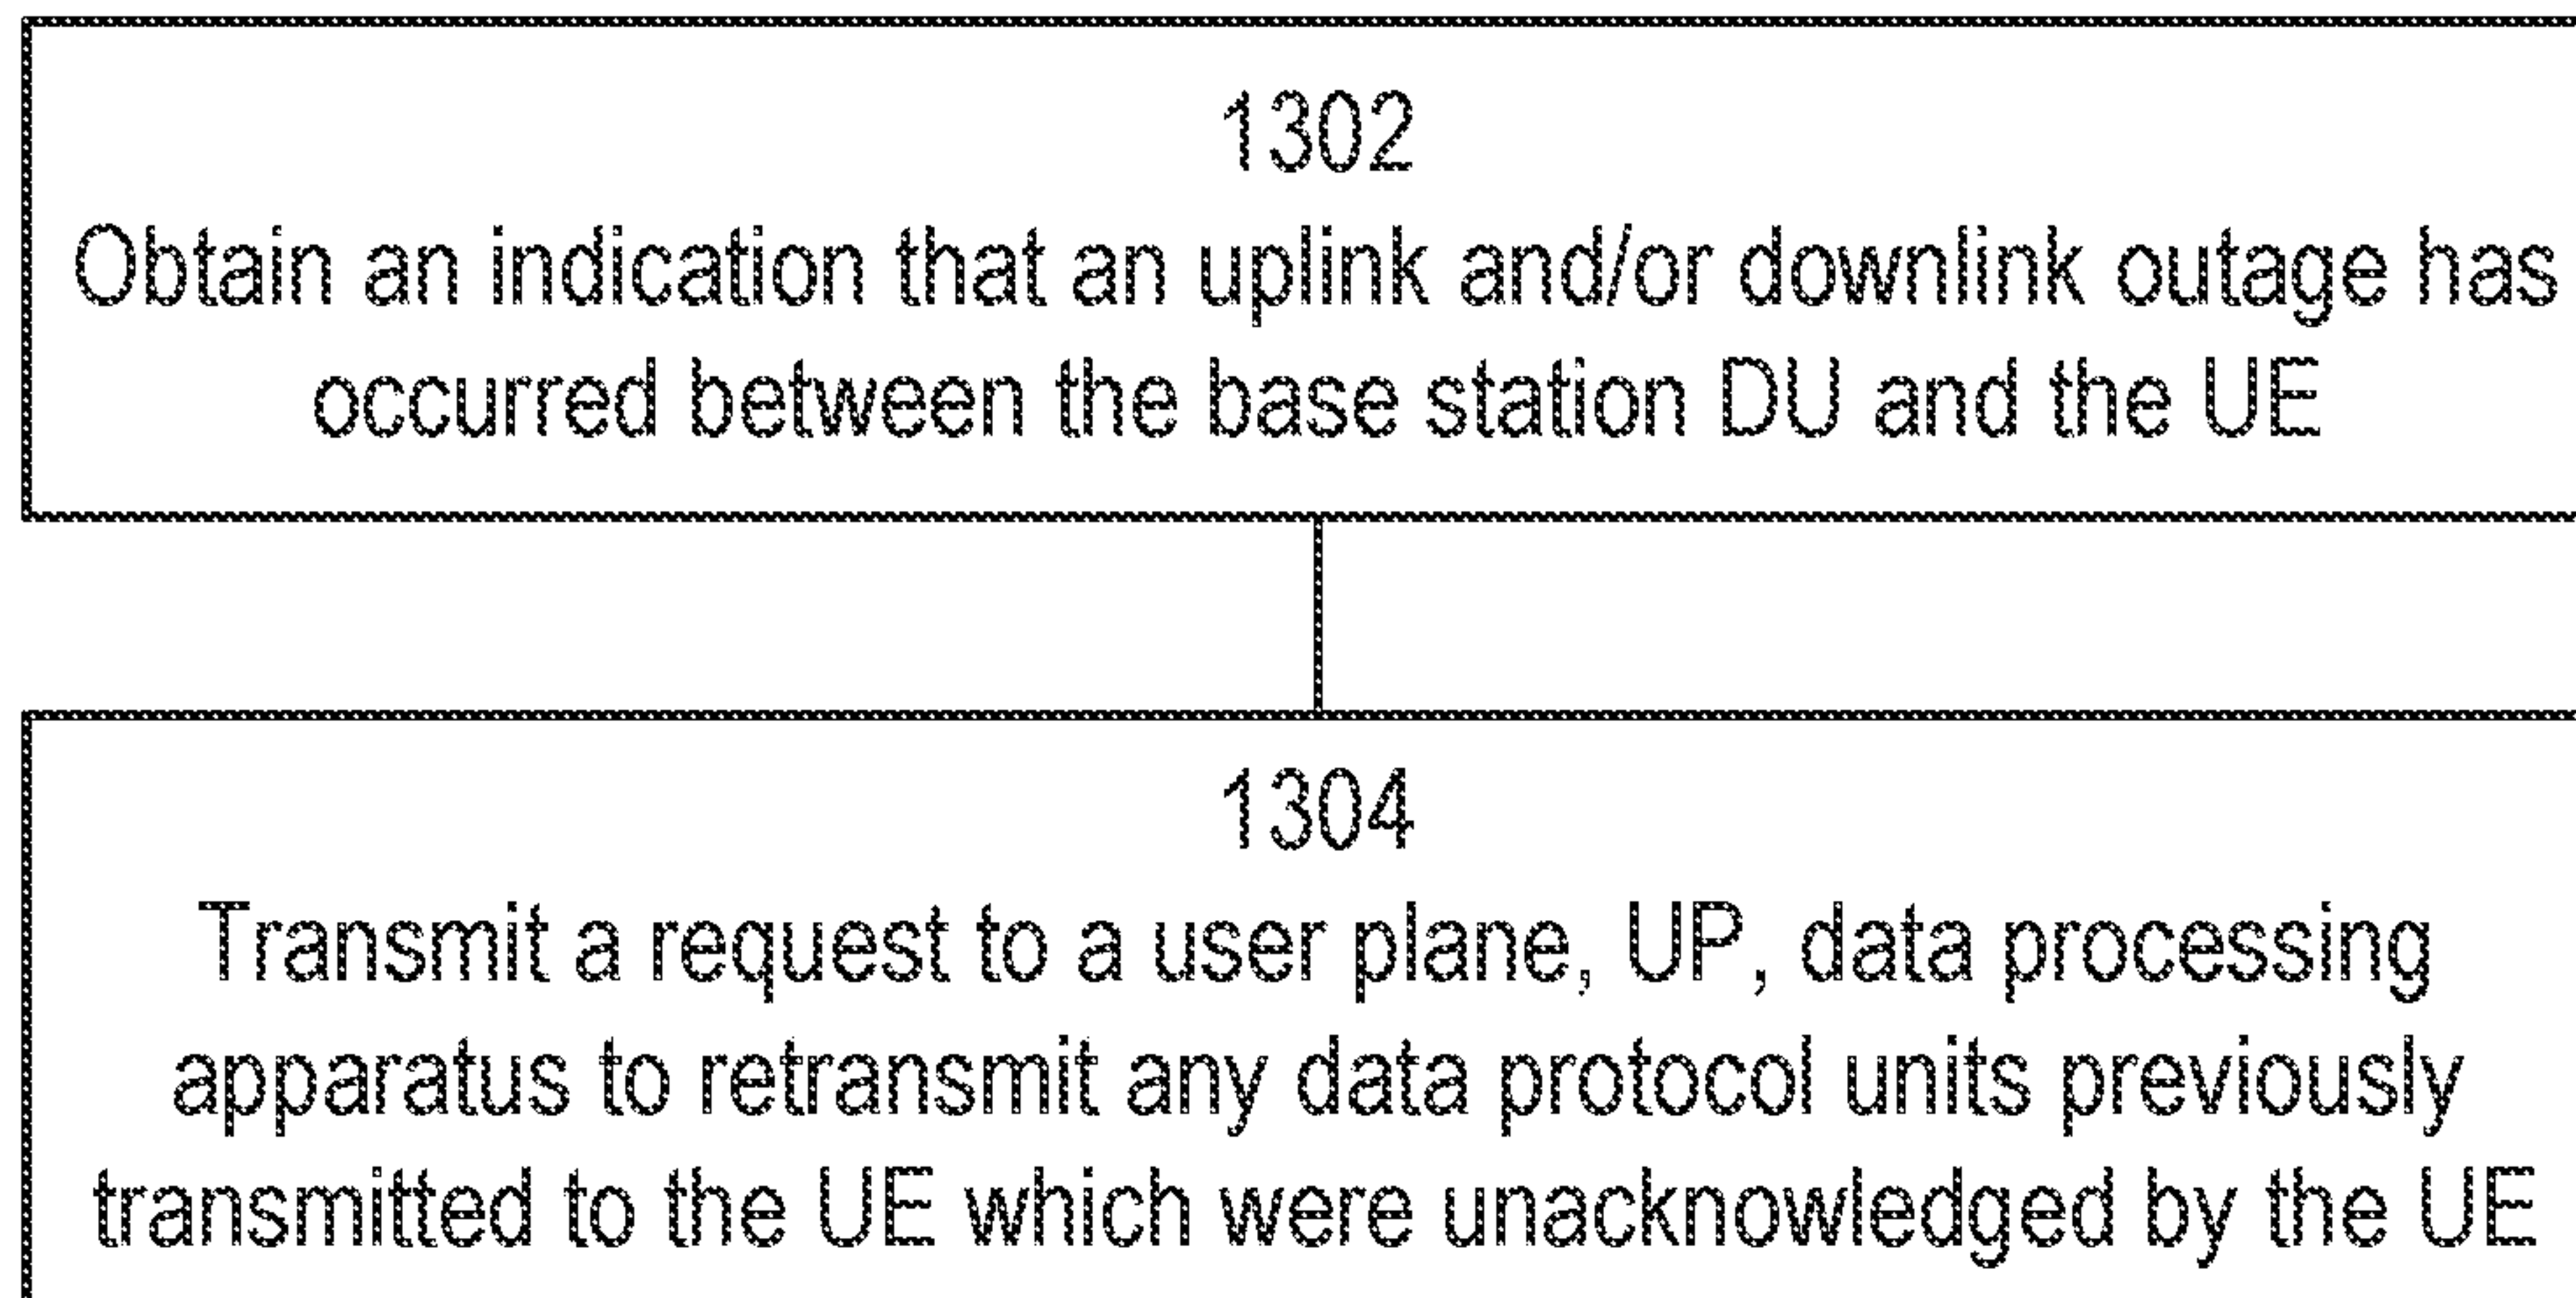 1302
Obtain an indication that an uplink and/or downlink outage has
occurred between the base station DU and the UE
1304
Transmit a request to a user plane, UP, data processing
apparatus to retransmit any data protocol units previously
transmitted to the UE which were unacknowledged by the UE